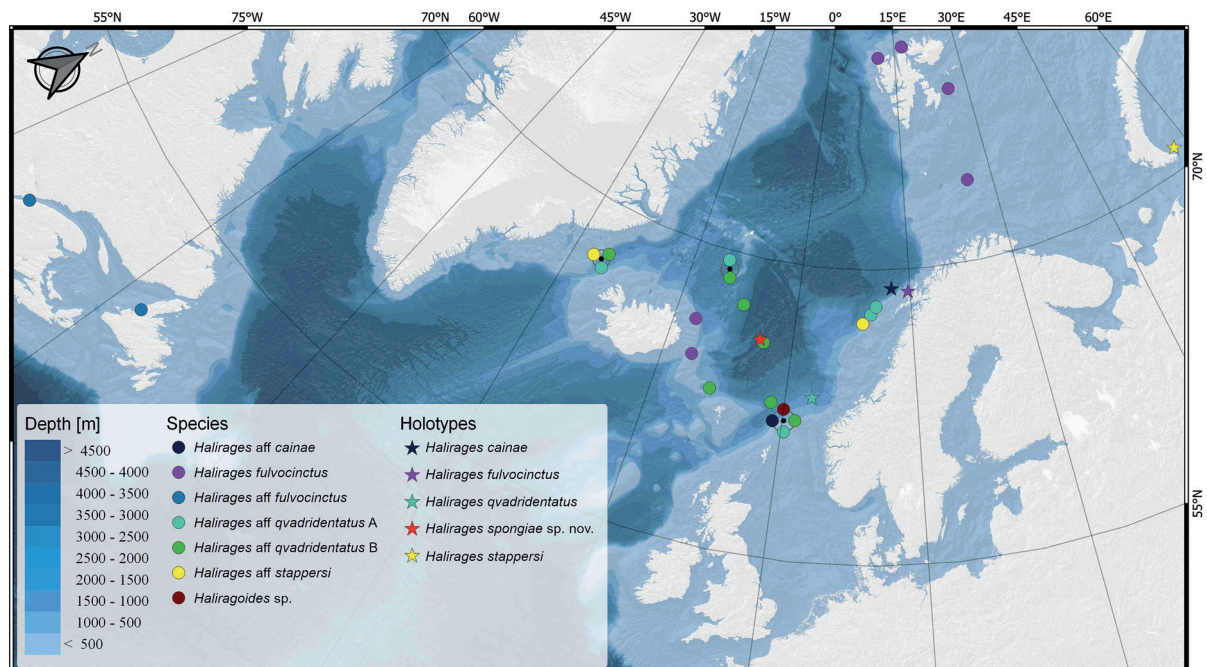 55°N 75°W 70°N 60°W 45°W 30°W 15°W 0° 15°E 30°E 45°E 60°E
N
70°N
55°N
Depth [m]
> 4500
4500 - 4000
4000 - 3500
3500 - 3000
3000 - 2500
2500 - 2000
2000 - 1500
1500 - 1000
1000 - 500
< 500
Species
Halirages aff cainae
Halirages fulvocinctus
Halirages aff fulvocinctus
Halirages aff qvadridentatus A
Halirages aff qvadridentatus B
Halirages aff stappersi
Haliragoides sp.
Holotypes
Halirages cainae
Halirages fulvocinctus
Halirages qvadridentatus
Halirages spongiae sp. nov.
Halirages stappersi